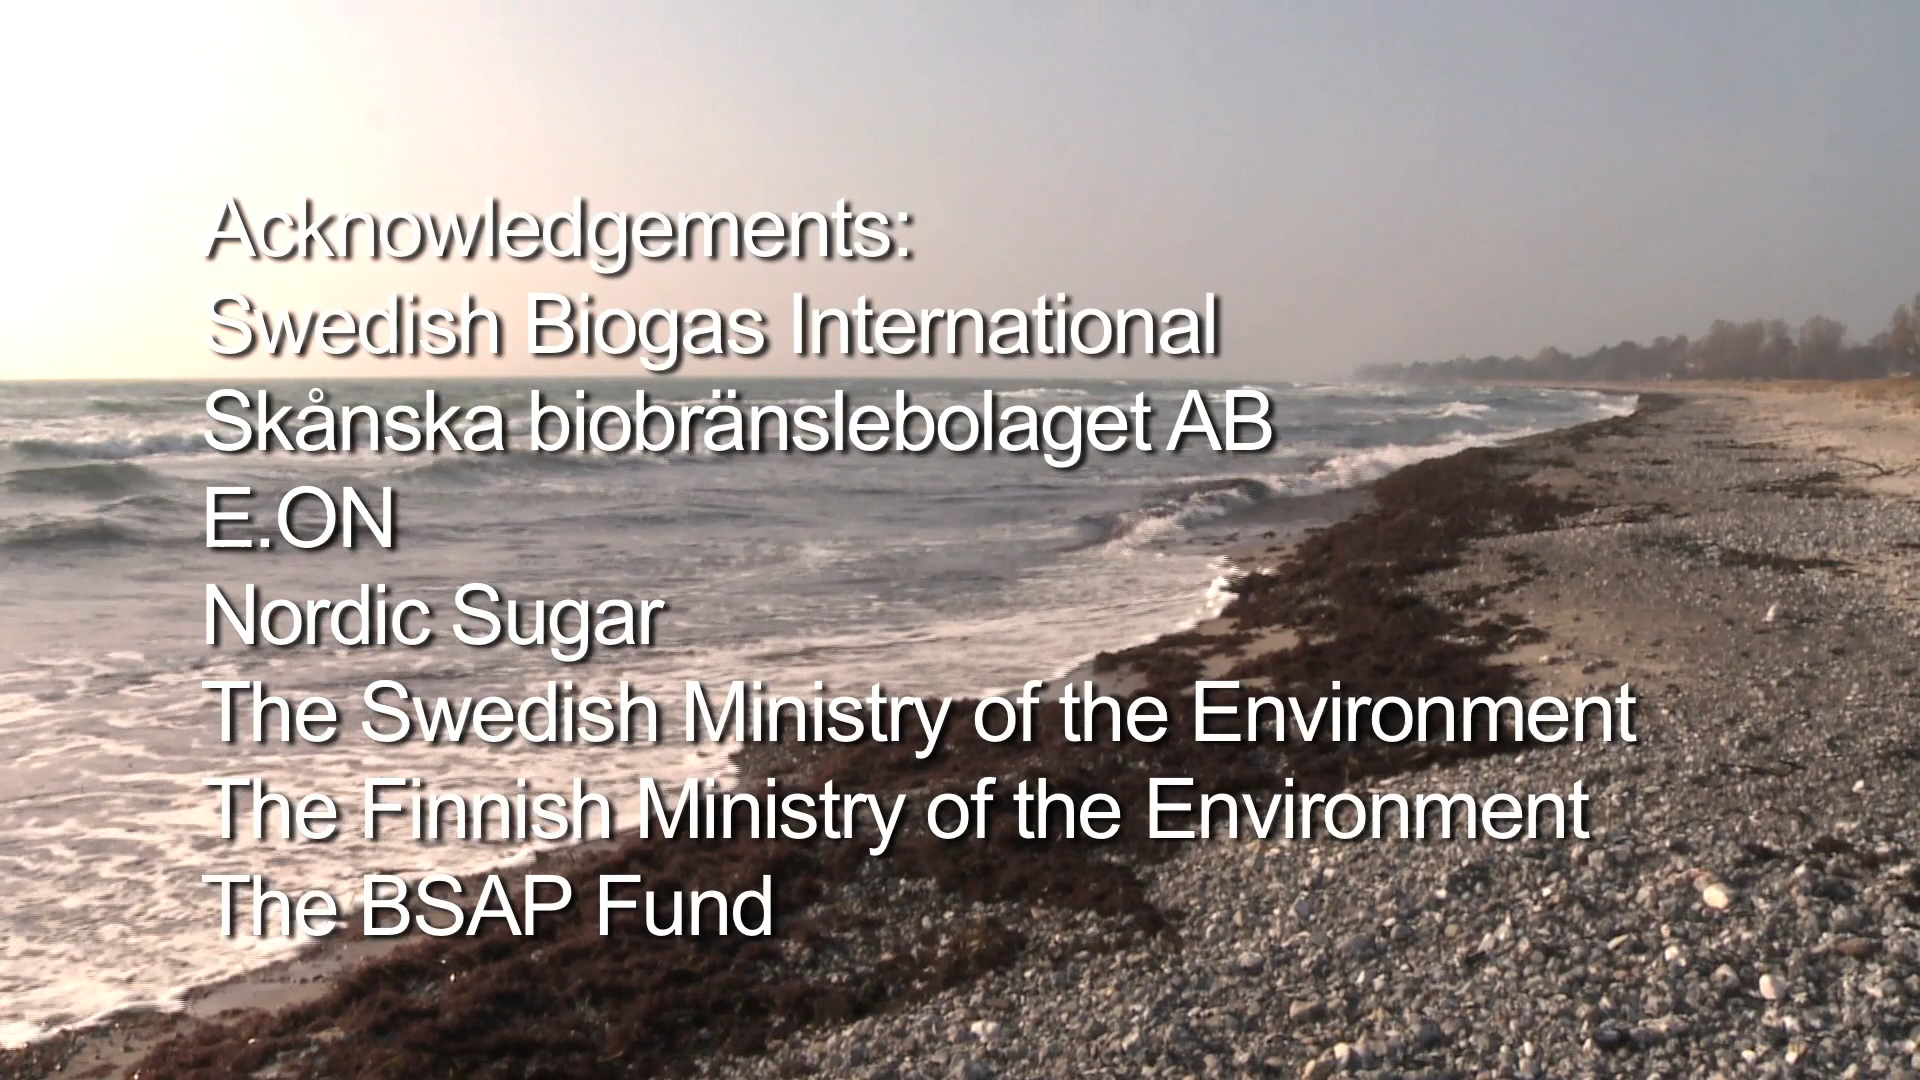 Acknowledgements:
Swedish Biogas International
Skånska biobränslebolaget AB
E.ON
Nordic Sugar
The Swedish Ministry of the Environment
The Finnish Ministry of the Environment
The BSAP Fund